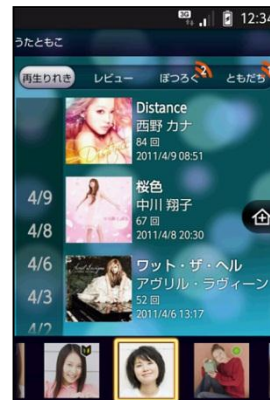 3G 12:34
うたともこ
再生りれき レビュー ぽつろぐ 2 ともだち
Distance
西野 カナ
84 回
2011/4/9 08:51
桜色
中川 翔子
67 回
2011/4/8 20:30
ワット・ザ・ヘル
アヴリル・ラヴィーン
52 回
2011/4/6 13:17
4/9
4/8
4/6
4/3
4/2